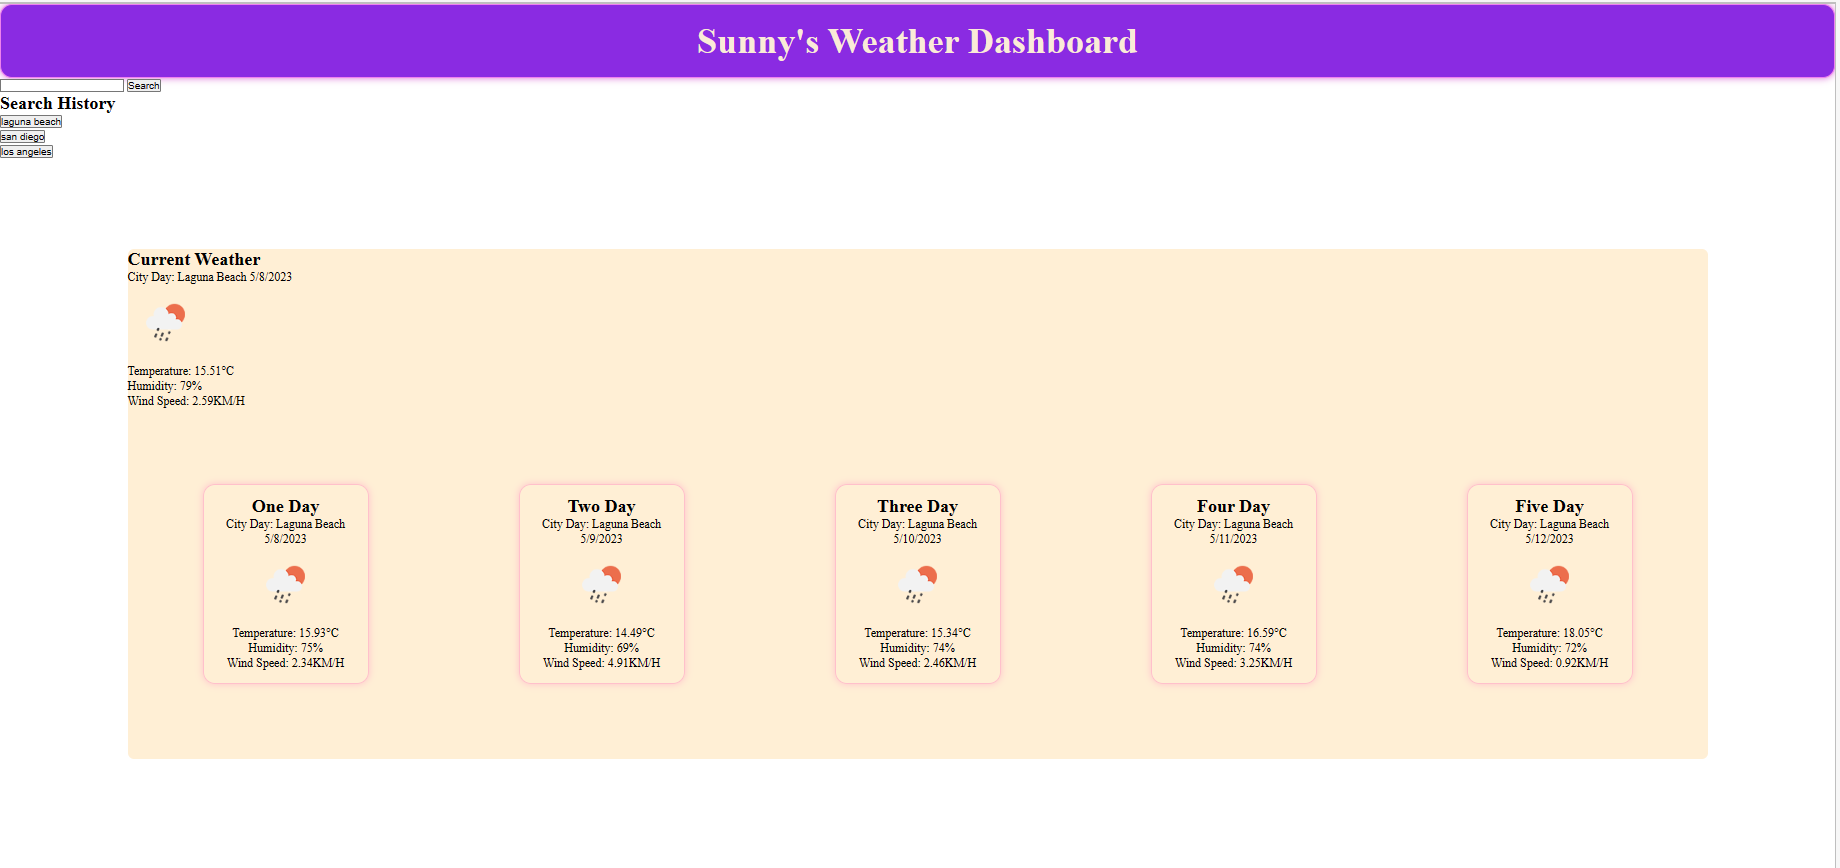 Sunny's Weather Dashboard
Search
Search History
laguna beach
san diego
los angeles
Current Weather
City Day: Laguna Beach 5/8/2023
Temperature: 15.51°C
Humidity: 79%
Wind Speed: 2.59KM/H
One Day
City Day: Laguna Beach
5/8/2023
Temperature: 15.93°C
Humidity: 75%
Wind Speed: 2.34KM/H
Two Day
City Day: Laguna Beach
5/9/2023
Temperature: 14.49°C
Humidity: 69%
Wind Speed: 4.91KM/H
Three Day
City Day: Laguna Beach
5/10/2023
Temperature: 15.34°C
Humidity: 74%
Wind Speed: 2.46KM/H
Four Day
City Day: Laguna Beach
5/11/2023
Temperature: 16.59°C
Humidity: 74%
Wind Speed: 3.25KM/H
Five Day
City Day: Laguna Beach
5/12/2023
Temperature: 18.05°C
Humidity: 72%
Wind Speed: 0.92KM/H